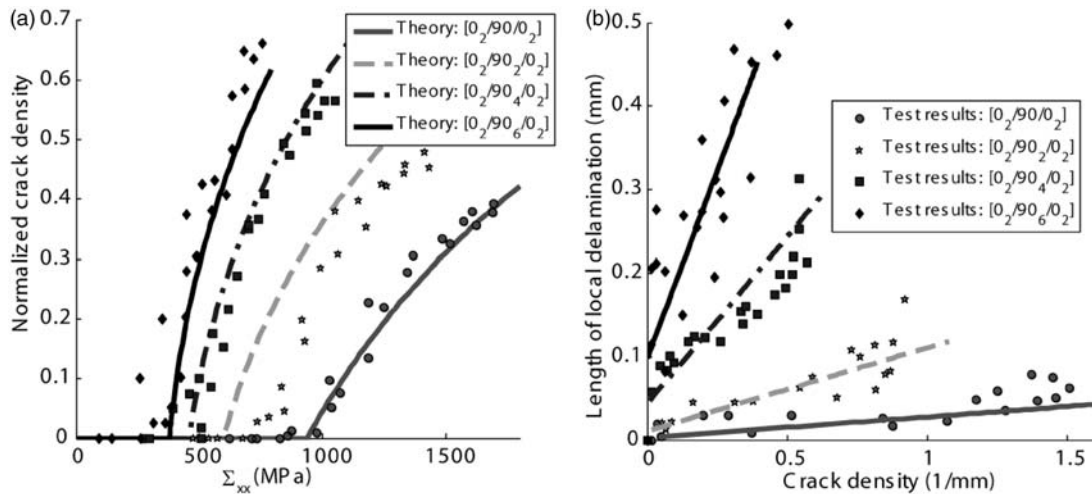 (a)
0.7
0.6
0.5
0.4
0.3
0.2
0.1
0
Normalized crack density
Theory: [0₂/90/0₂]
Theory: [0₂/90₂/0₂]
Theory: [0₂/90₄/0₂]
Theory: [0₂/90₆/0₂]
0
500
1000
1500
Σₓₓ(MPa)
(b)
0.5
0.4
0.3
0.2
0.1
0
Length of local delamination (mm)
Test results: [0₂/90/0₂]
Test results: [0₂/90₂/0₂]
Test results: [0₂/90₄/0₂]
Test results: [0₂/90₆/0₂]
0
0.5
1
1.5
Crack density (1/mm)